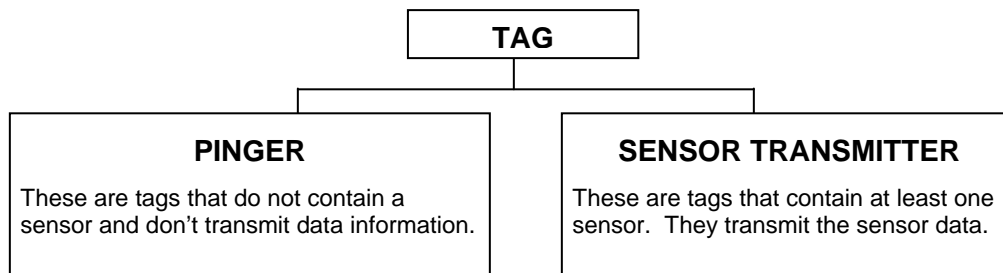 TAG
PINGER
These are tags that do not contain a
sensor and don’t transmit data information.
SENSOR TRANSMITTER
These are tags that contain at least one
sensor.  They transmit the sensor data.